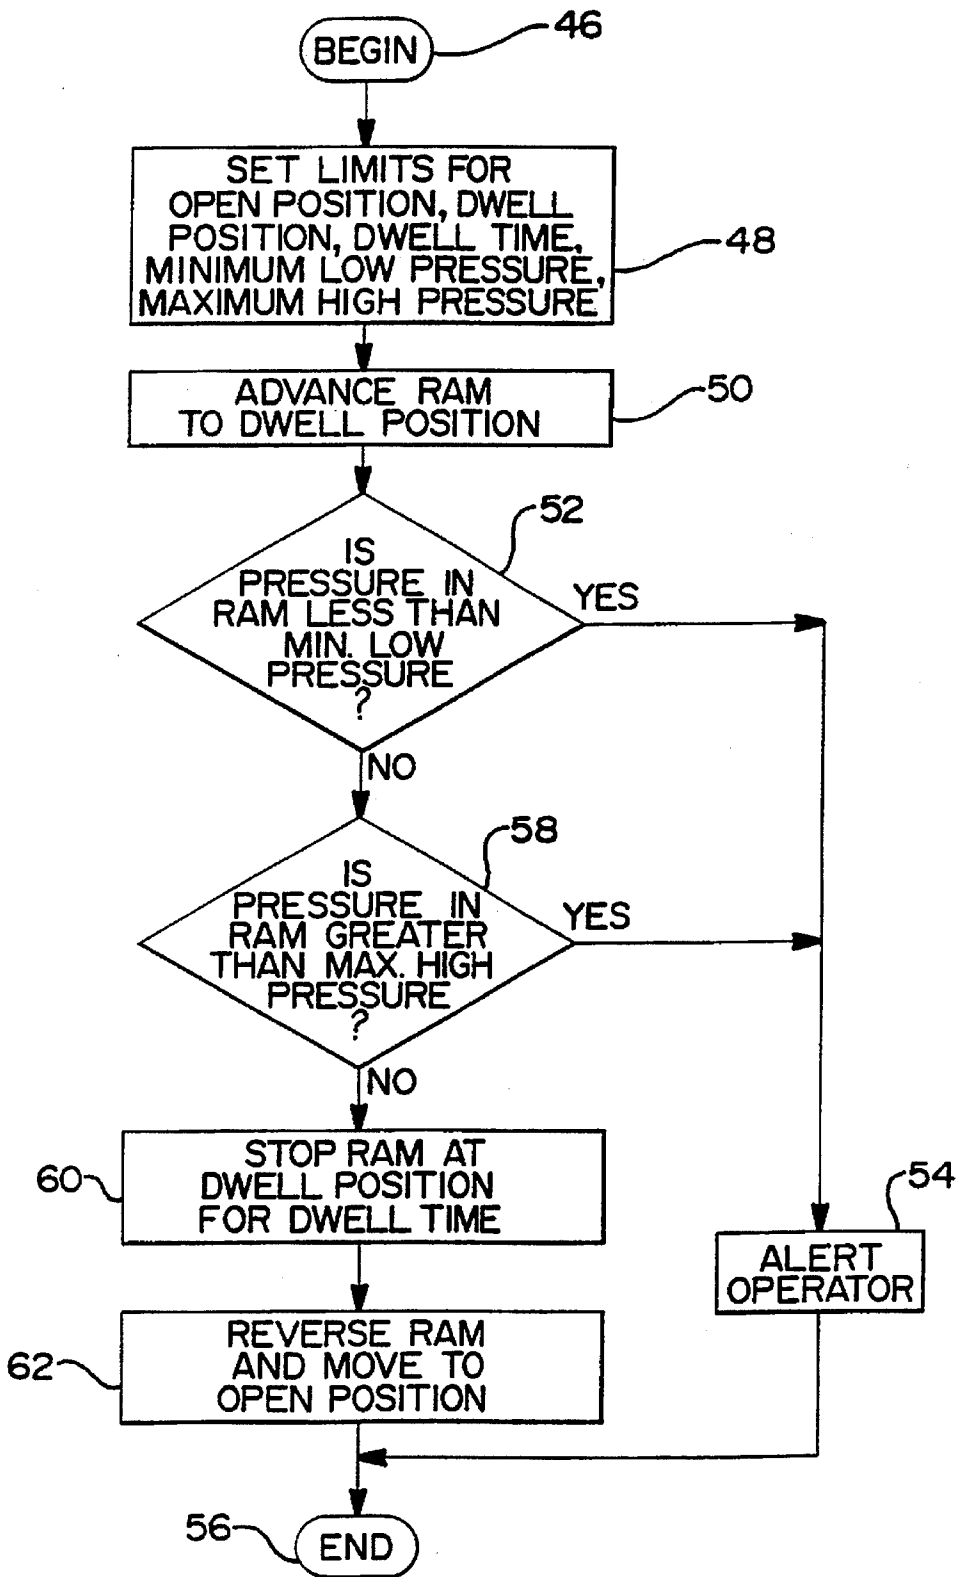 BEGIN
46
SET LIMITS FOR
OPEN POSITION, DWELL
POSITION, DWELL TIME,
MINIMUM LOW PRESSURE,
MAXIMUM HIGH PRESSURE
48
ADVANCE RAM
TO DWELL POSITION
50
52
IS
PRESSURE IN
RAM LESS THAN
MIN. LOW
PRESSURE
?
YES
NO
58
IS
PRESSURE IN
RAM GREATER
THAN MAX. HIGH
PRESSURE
?
YES
NO
60
STOP RAM AT
DWELL POSITION
FOR DWELL TIME
54
ALERT
OPERATOR
62
REVERSE RAM
AND MOVE TO
OPEN POSITION
56
END